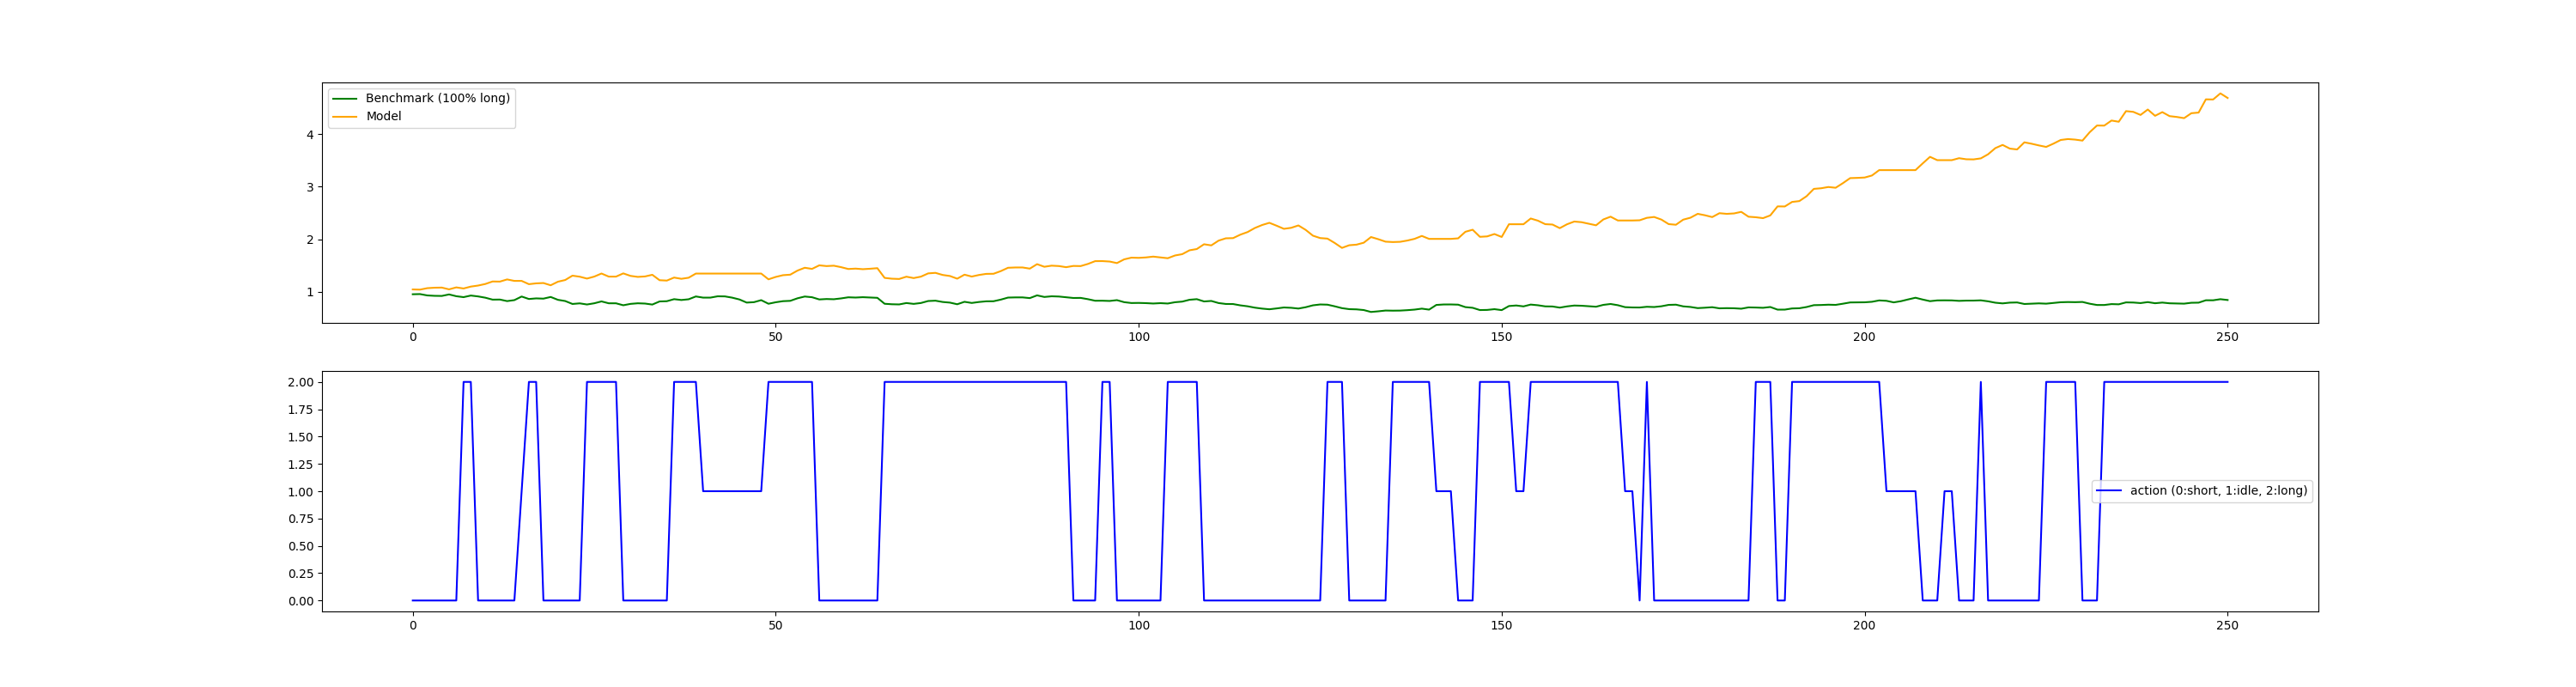 Benchmark (100% long)
Model
4
3
2
1
0 50 100 150 200 250
2.00
1.75
1.50
1.25
1.00
0.75
0.50
0.25
0.00
action (0:short, 1:idle, 2:long)
0 50 100 150 200 250